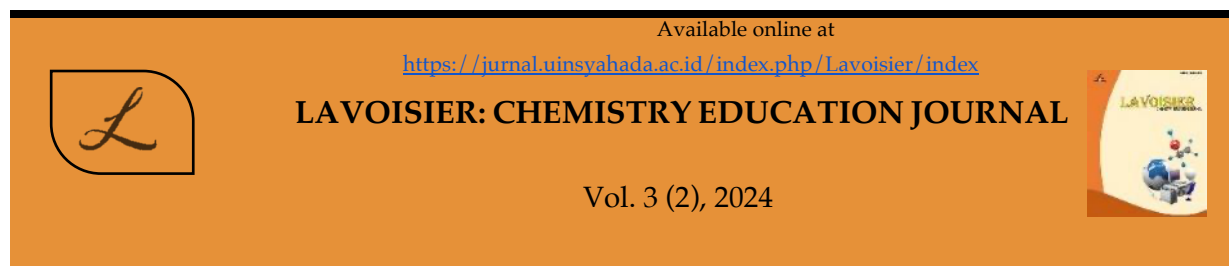 Available online at
https://jurnal.uinsyahada.ac.id/index.php/Lavoisier/index
LAVOISIER: CHEMISTRY EDUCATION JOURNAL
Vol. 3 (2), 2024
L
LAVOISIER